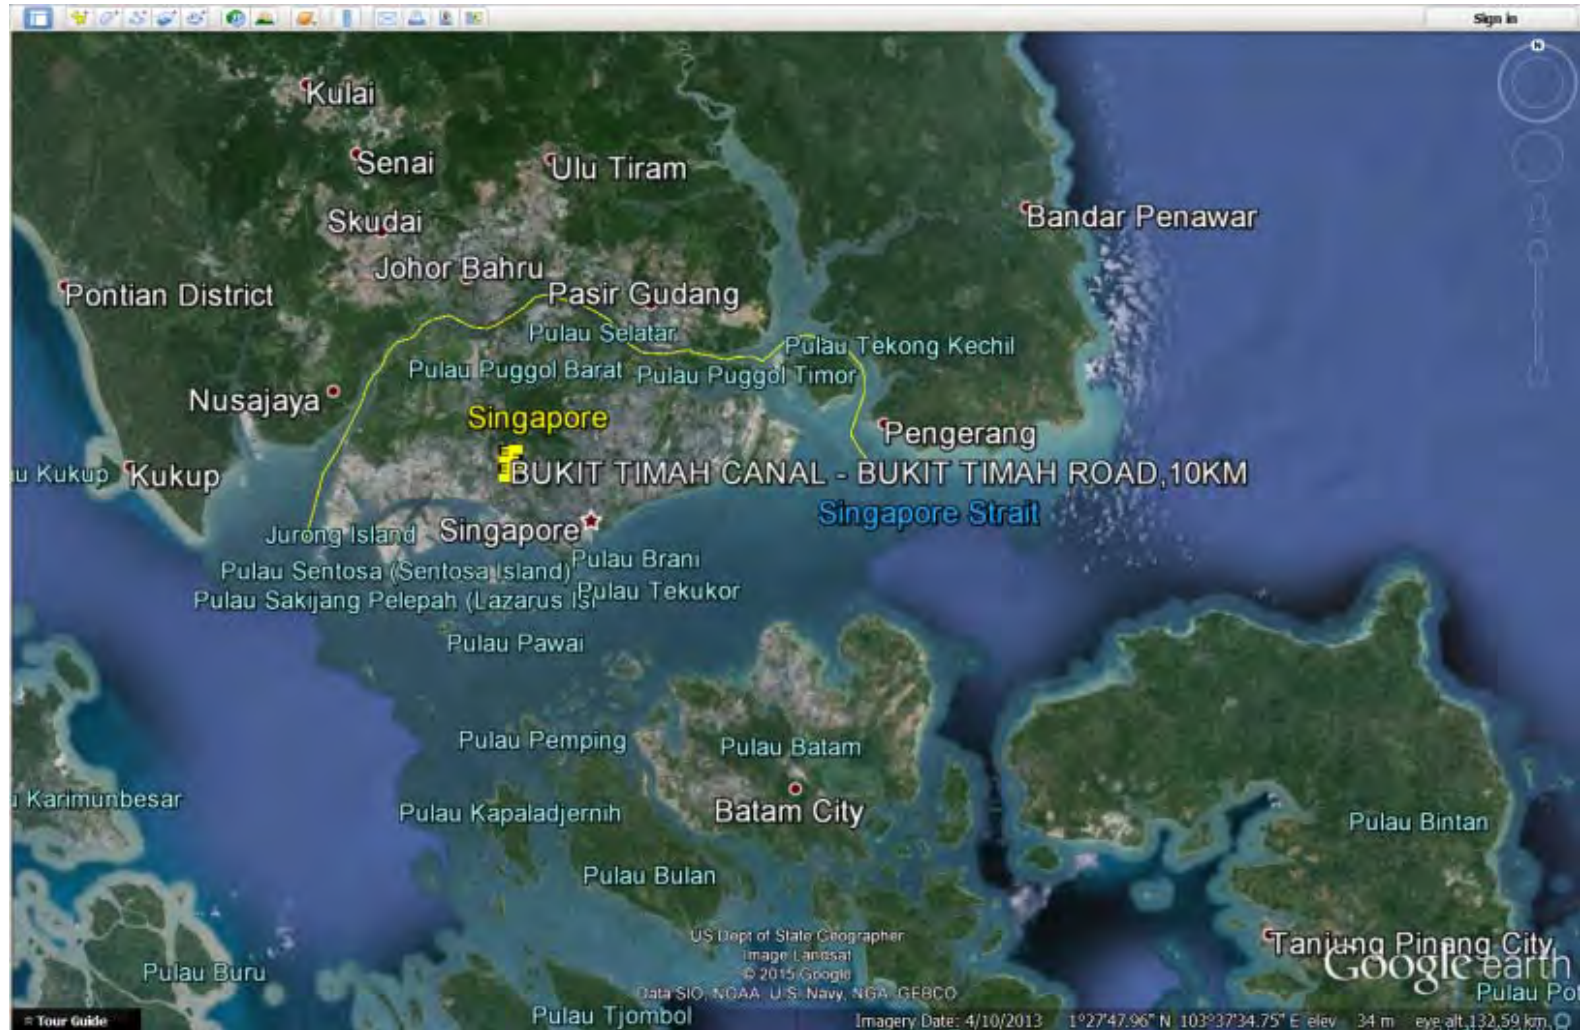 Sign in
N
Kulai
Senai
Ulu Tiram
Skudai
Bandar Penawar
Johor Bahru
Pontian District
Pasir Gudang
Pulau Selatar
Pulau Tekong Kechil
Pulau Puggol Barat
Pulau Puggol Timor
Nusajaya
Singapore
Pengerang
BUKIT TIMAH CANAL - BUKIT TIMAH ROAD,10KM
u Kukup
Kukup
Singapore Strait
Jurong Island
Singapore
Pulau Brani
Pulau Sentosa (Sentosa Island)
Pulau Tekukor
Pulau Sakijang Pelepah (Lazarus Isl
Pulau Pawai
Pulau Pemping
Pulau Batam
u Karimunbesar
Pulau Kapaladjernih
Batam City
Pulau Bintan
Pulau Bulan
US Dept of State Geographer
Image Landsat
© 2015 Google
Data SIO, NOAA, U.S. Navy, NGA, GEBCO
Tanjung Pinang City
Google earth
Pulau Buru
Pulau Pot
Pulau Tjombol
Tour Guide
Imagery Date: 4/10/2013 1°27'47.96" N 103°37'34.75" E elev 34 m eye alt 132.59 km